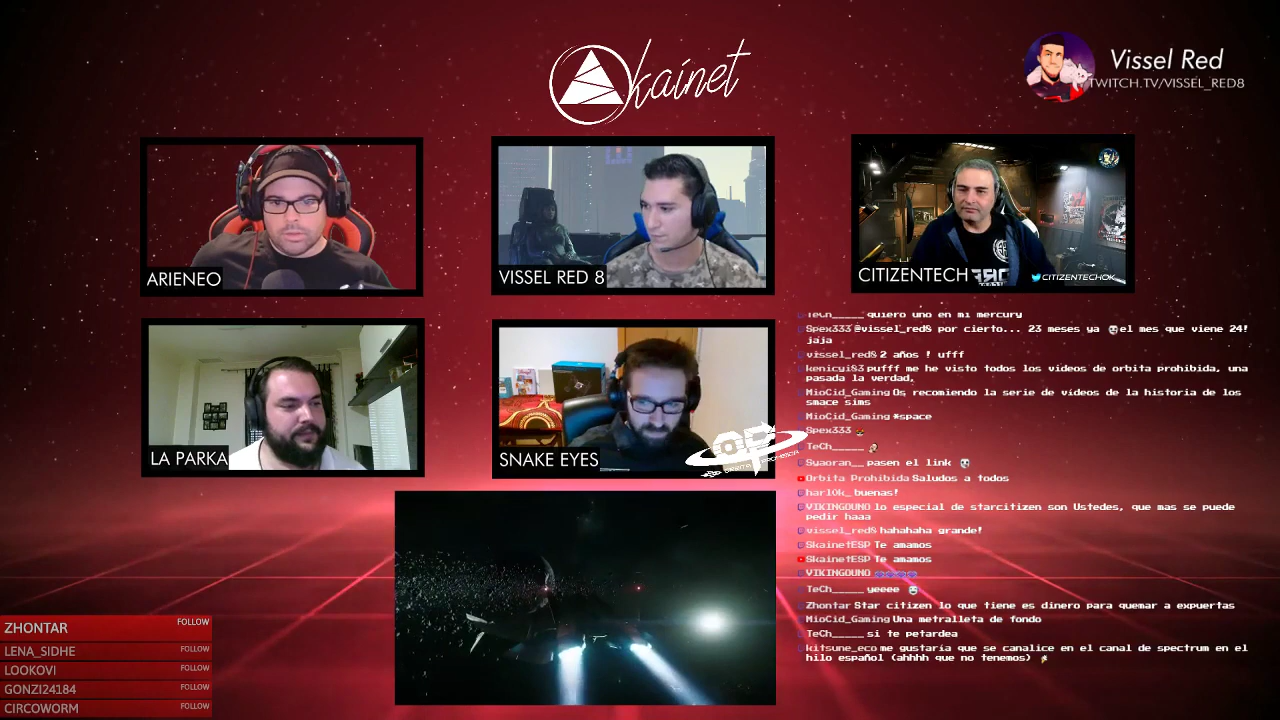 kainet
Vissel Red
TWITCH.TV/VISSEL_RED8
ARIENEO
VISSEL RED 8
CITIZENTECH
CITIZENTECHOK
LA PARKA
SNAKE EYES
OP
TeCh_____ quiero uno en mi mercury
Spex333 @vissel_red8 por cierto... 23 meses ya el mes que viene 24!
jaja
vissel_red8 2 años ! ufff
kenicyi83 pufff me he visto todos los videos de orbita prohibida, una
pasada la verdad.
MioCid_Gaming Os recomiendo la serie de vídeos de la historia de los
smace sims
MioCid_Gaming #space
Spex333
TeCh_____
Syaoran__ pasen el link
Orbita Prohibida Saludos a todos
harl0k_ buenas!
VIKINGOUNO lo especial de starcitizen son Ustedes, que mas se puede
pedir haaa
vissel_red8 hahahaha grande!
SkainetESP Te amamos
SkainetESP Te amamos
VIKINGOUNO
TeCh_____ yeeee
Zhontar Star citizen lo que tiene es dinero para quemar a expuertas
MioCid_Gaming Una metralleta de fondo
TeCh_____ si te petardea
kitsune_eco me gustaría que se canalice en el canal de spectrum en el
hilo español (ahhhh que no tenemos)
ZHONTAR FOLLOW
LENA_SIDHE FOLLOW
LOOKOVI FOLLOW
GONZI24184 FOLLOW
CIRCOWORM FOLLOW